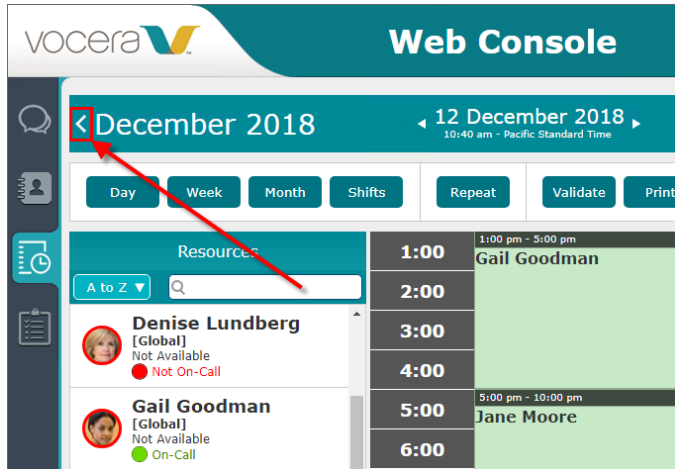 vocera
Web Console
December 2018
12 December 2018
10:40 am - Pacific Standard Time
Day Week Month Shifts Repeat Validate Print
Resources
A to Z ▼
Denise Lundberg
[Global]
Not Available
Not On-Call
Gail Goodman
[Global]
Not Available
On-Call
1:00
2:00
3:00
4:00
5:00
6:00
1:00 pm - 5:00 pm
Gail Goodman
5:00 pm - 10:00 pm
Jane Moore